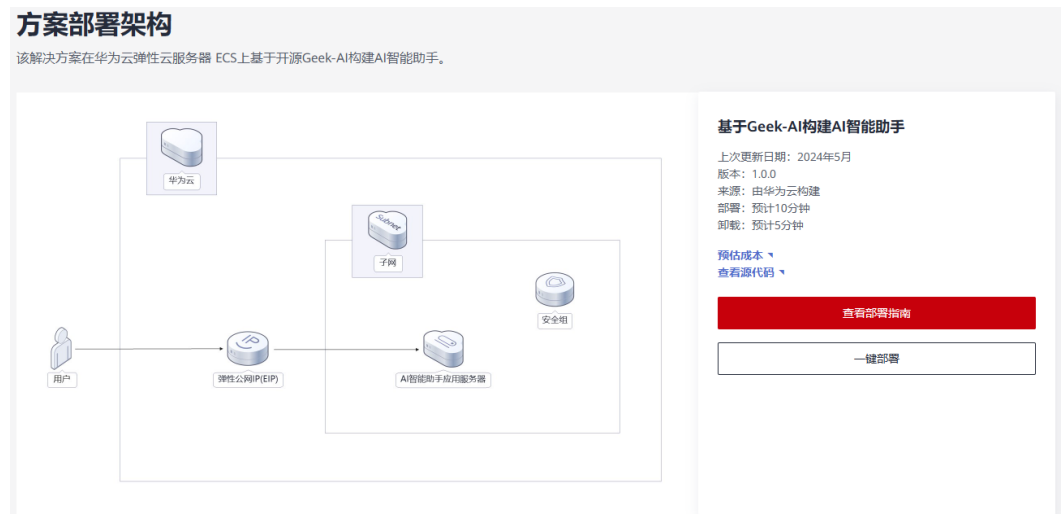 方案部署架构
该解决方案在华为云弹性云服务器 ECS上基于开源Geek-AI构建AI智能助手。
华为云
Subnet
子网
安全组
IP
用户
弹性公网IP(EIP)
AI智能助手应用服务器
基于Geek-AI构建AI智能助手
上次更新日期：2024年5月
版本：1.0.0
来源：由华为云构建
部署：预计10分钟
卸载：预计5分钟
预估成本
查看源代码
查看部署指南
一键部署